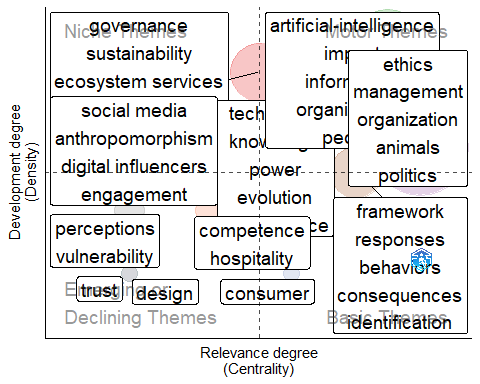 Niche Themes
Motor Themes
governance
sustainability
ecosystem services
artificial-intelligence
social media
anthropomorphism
digital influencers
engagement
power
evolution
ethics
management
organization
animals
politics
perceptions
vulnerability
competence
hospitality
framework
responses
behaviors
consequences
identification
trust
design
consumer
Emerging or
Declining Themes
Basic Themes
Development degree
(Density)
Relevance degree
(Centrality)